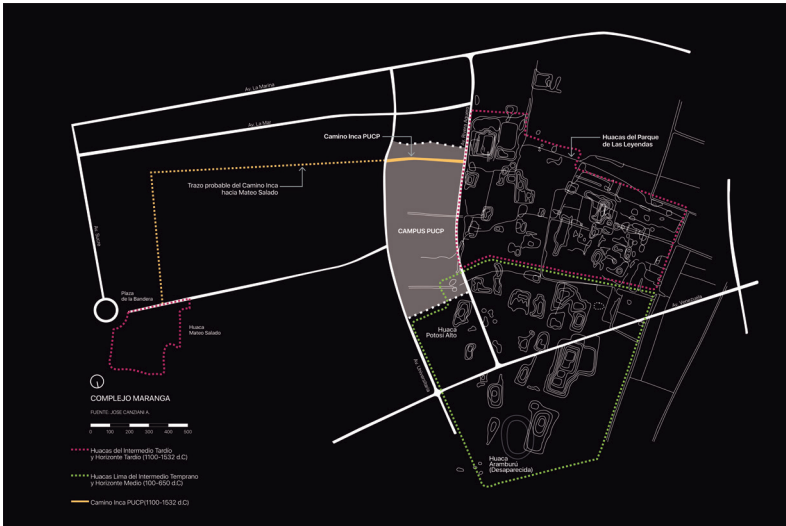 Av. La Marina
Av. La Mar
Camino Inca PUCP
Huacas del Parque
de Las Leyendas
Trazo probable del Camino Inca
hacia Mateo Salado
CAMPUS PUCP
Av. Sucre
Plaza
de la Bandera
Huaca
Mateo Salado
Av. Venezuela
Huaca
Potosí Alto
Av. Universitaria
COMPLEJO MARANGA
FUENTE: JOSE CANZIANI A.
0 100 200 300 400 500
Huaca
Aramburú
(Desaparecida)
Huacas del Intermedio Tardío
y Horizonte Tardío (1100-1532 d.C)
Huacas Lima del Intermedio Temprano
y Horizonte Medio (100-650 d.C)
Camino Inca PUCP(1100-1532 d.C)